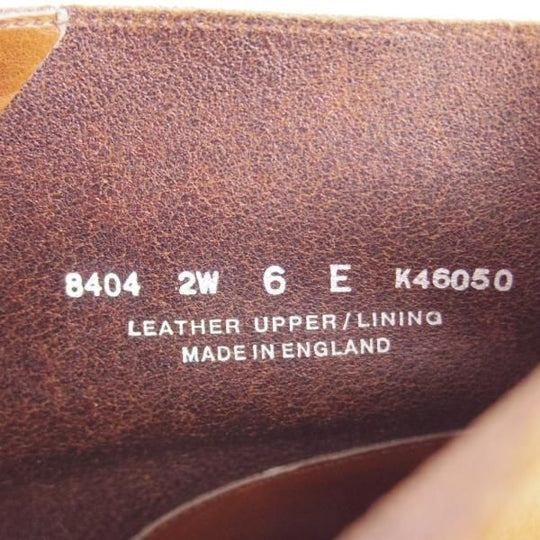 8404 2W 6 E K46050
LEATHER UPPER/LINING
MADE IN ENGLAND